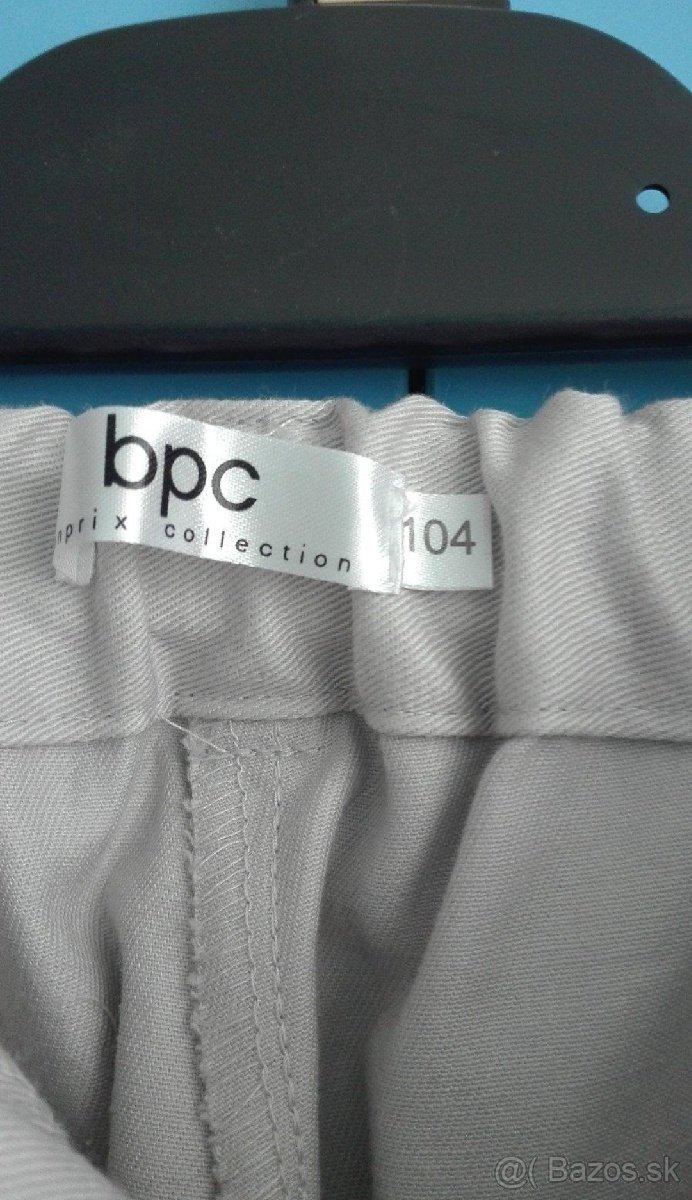 bpc
nprix collection
104
@( Bazos.sk